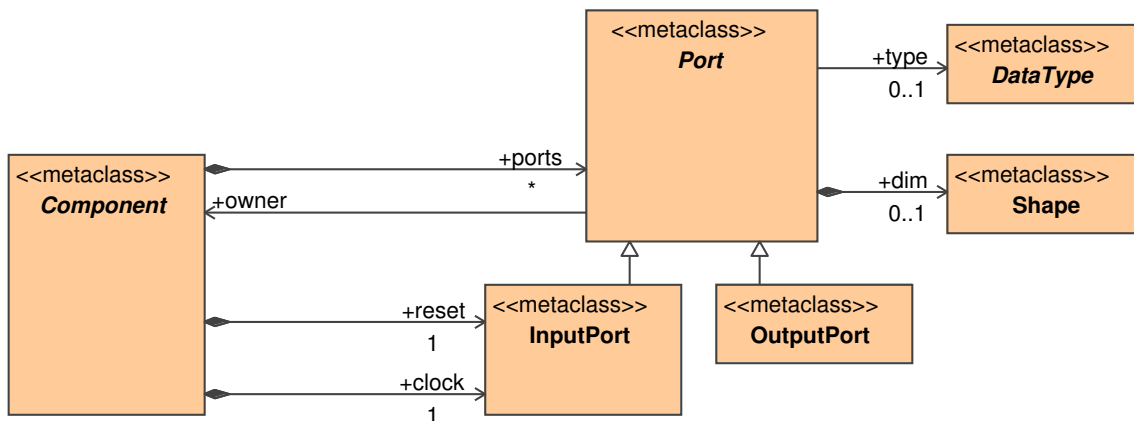 <<metaclass>>
Port
+type
0..1
<<metaclass>>
DataType
<<metaclass>>
Component
+ports
*
+owner
+dim
0..1
<<metaclass>>
Shape
+reset
1
+clock
1
<<metaclass>>
InputPort
<<metaclass>>
OutputPort